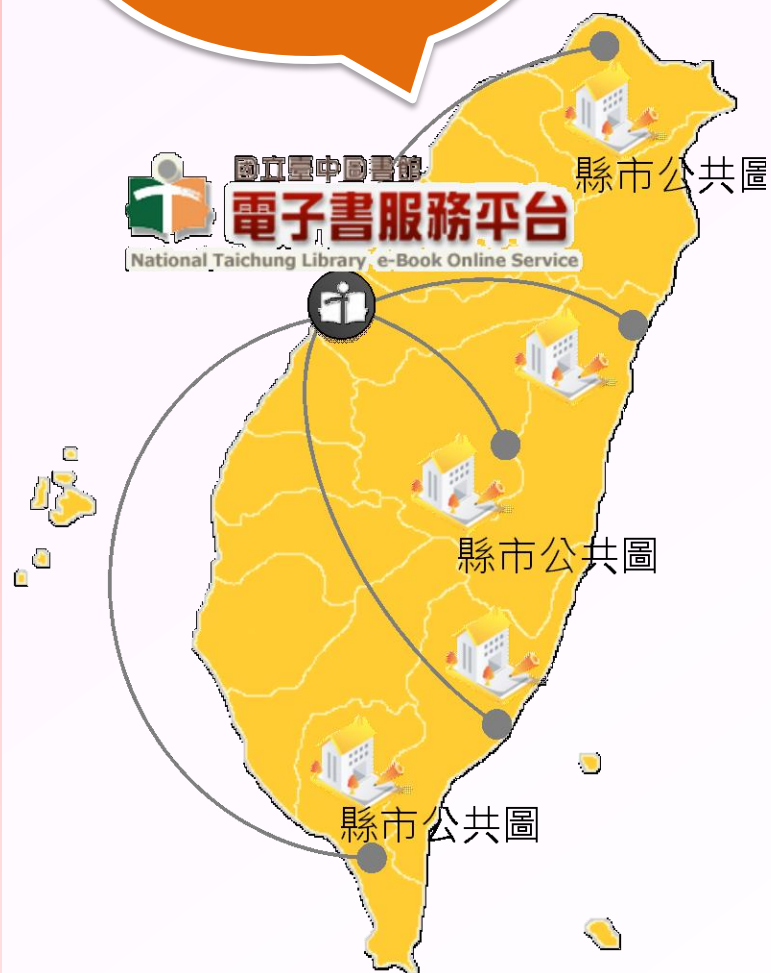 國立臺中圖書館
電子書服務平台
National Taichung Library e-Book Online Service
縣市公共圖
縣市公共圖
縣市公共圖